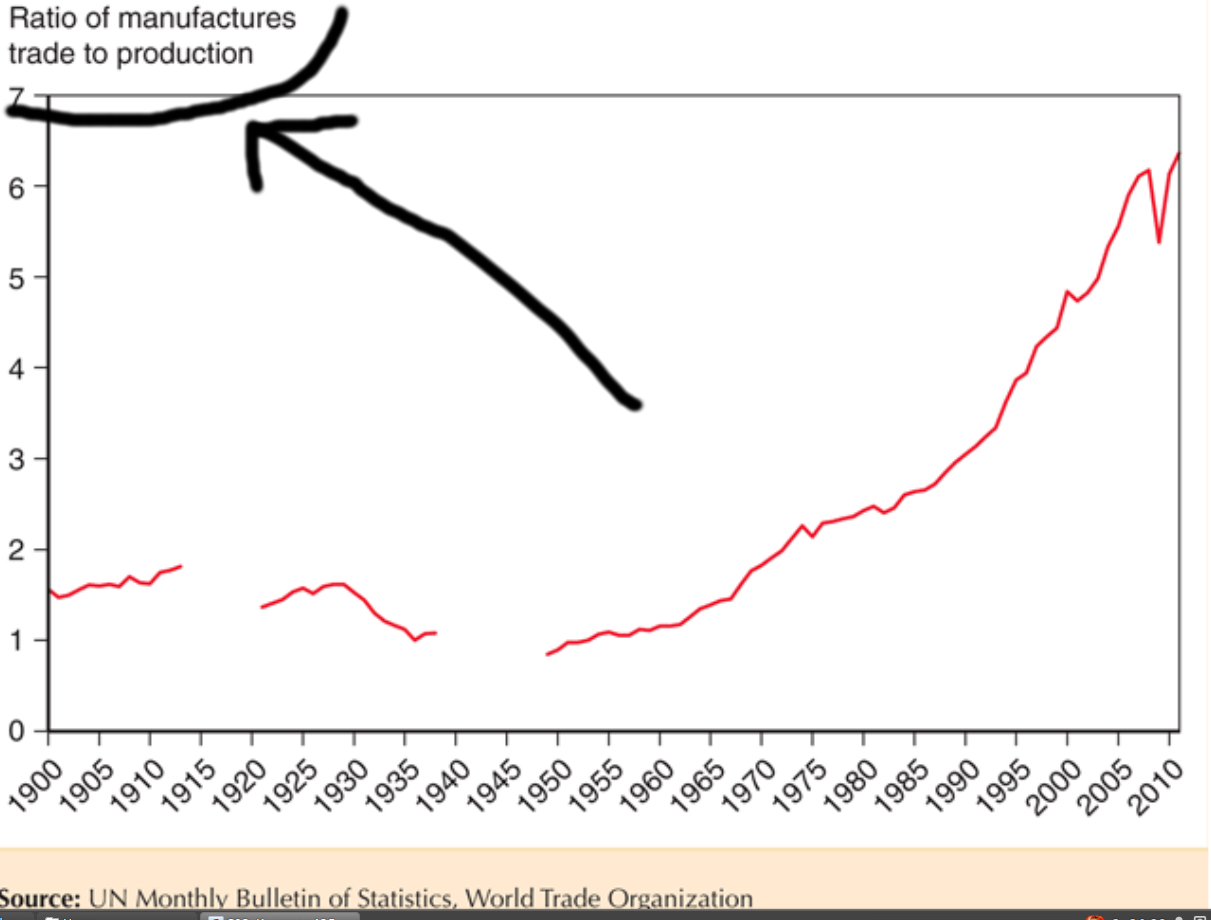 Ratio of manufactures
trade to production
7
6
5
4
3
2
1
0
1900 1905 1910 1915 1920 1925 1930 1935 1940 1945 1950 1955 1960 1965 1970 1975 1980 1985 1990 1995 2000 2005 2010
Source: UN Monthly Bulletin of Statistics, World Trade Organization